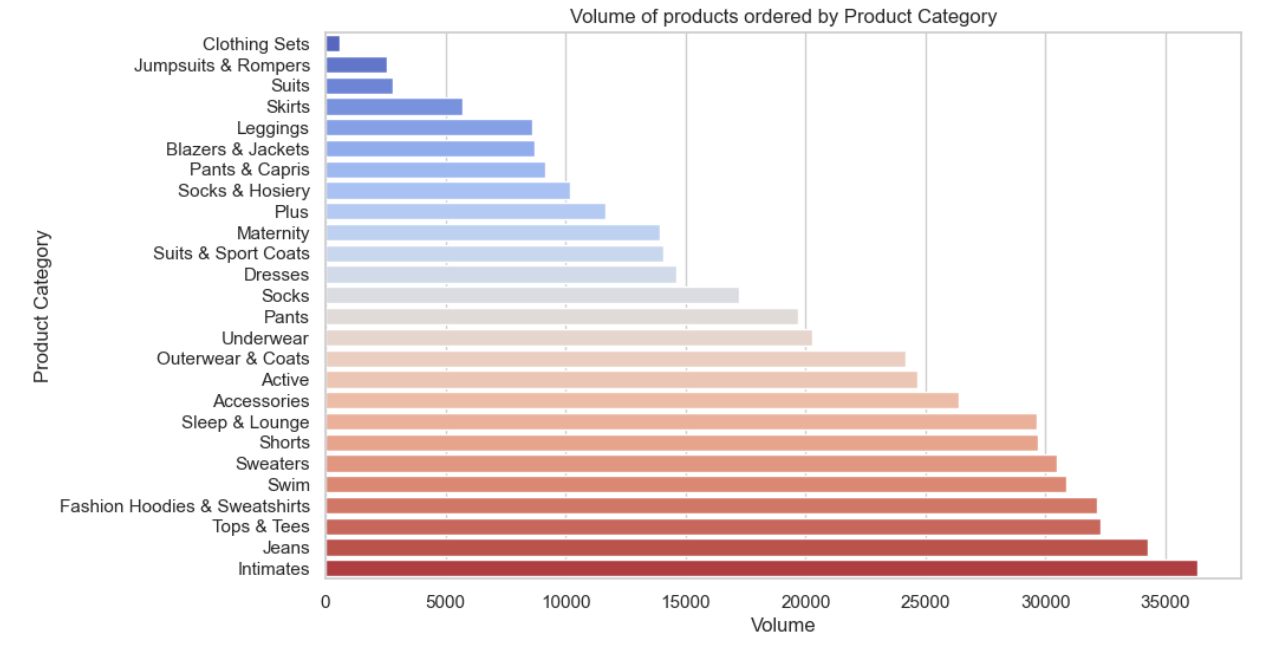 Volume of products ordered by Product Category
Clothing Sets
Jumpsuits & Rompers
Suits
Skirts
Leggings
Blazers & Jackets
Pants & Capris
Socks & Hosiery
Plus
Maternity
Suits & Sport Coats
Dresses
Socks
Pants
Underwear
Outerwear & Coats
Active
Accessories
Sleep & Lounge
Shorts
Sweaters
Swim
Fashion Hoodies & Sweatshirts
Tops & Tees
Jeans
Intimates
Product Category
0 5000 10000 15000 20000 25000 30000 35000
Volume